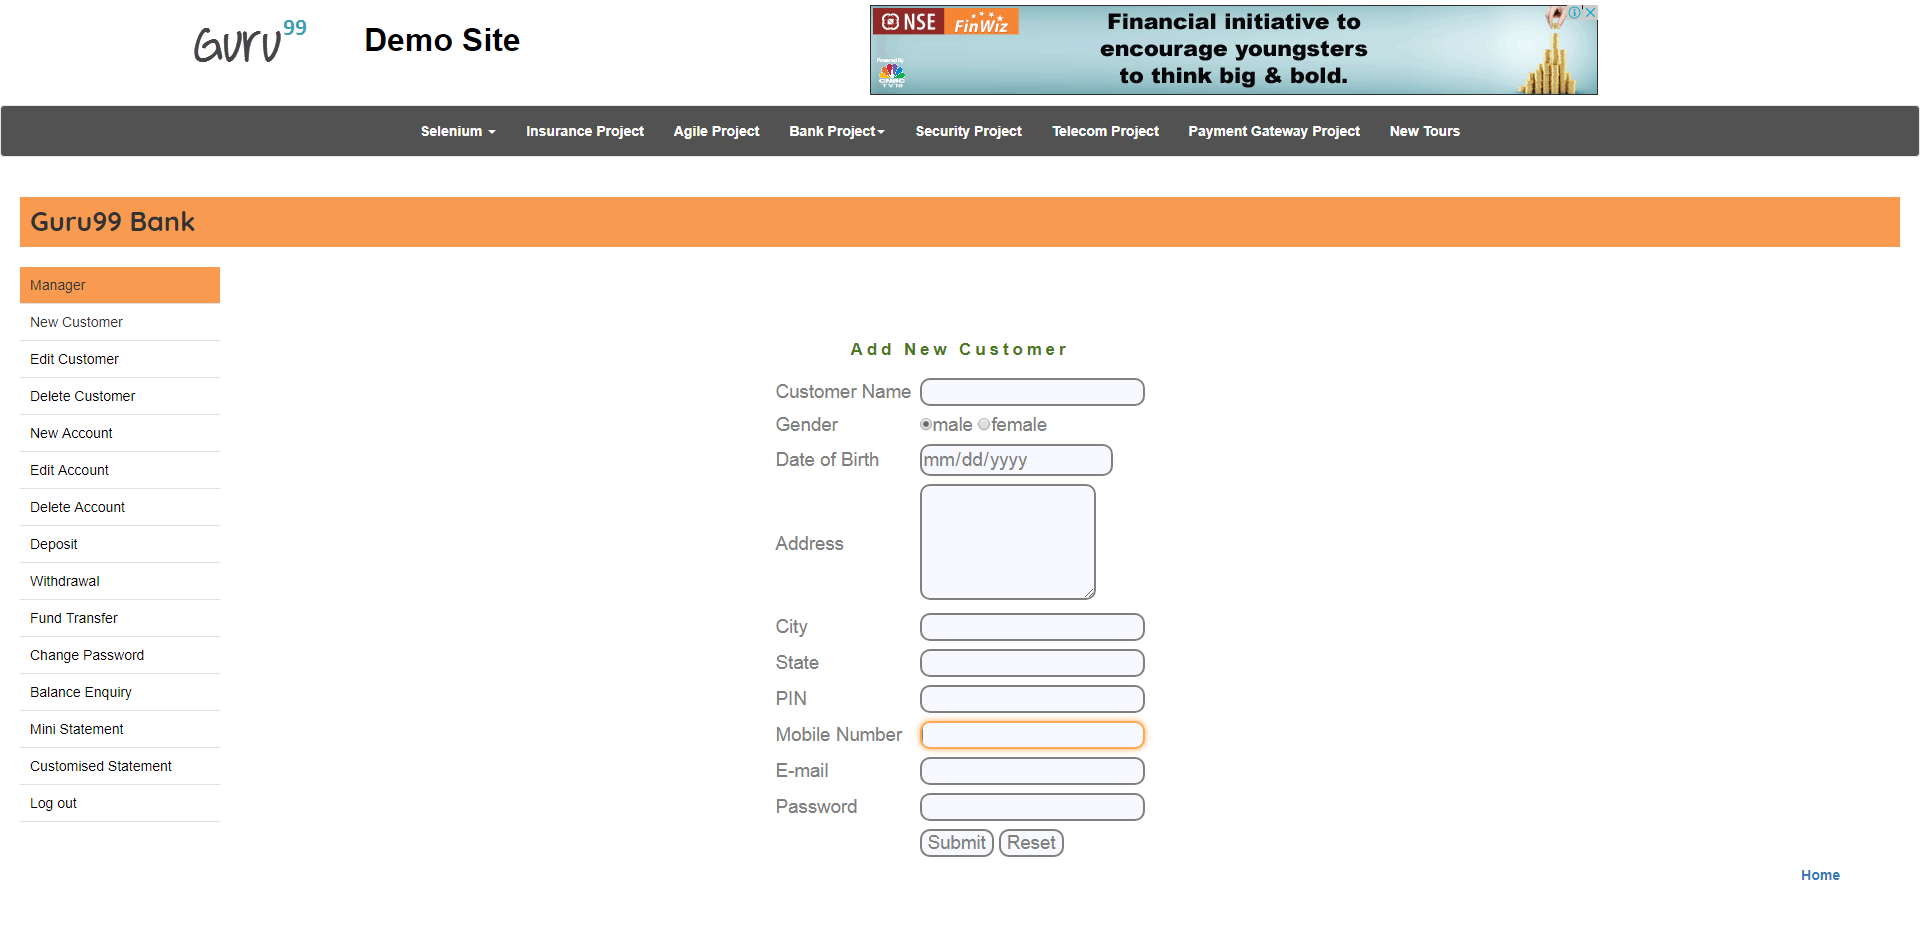 Guru99
Demo Site
NSE FinWiz
Powered By
CNBC
TV18
Financial initiative to
encourage youngsters
to think big & bold.
Selenium Insurance Project Agile Project Bank Project Security Project Telecom Project Payment Gateway Project New Tours
Guru99 Bank
Manager
New Customer
Edit Customer
Delete Customer
New Account
Edit Account
Delete Account
Deposit
Withdrawal
Fund Transfer
Change Password
Balance Enquiry
Mini Statement
Customised Statement
Log out
Add New Customer
Customer Name
Gender male female
Date of Birth mm/dd/yyyy
Address
City
State
PIN
Mobile Number
E-mail
Password
Submit Reset
Home